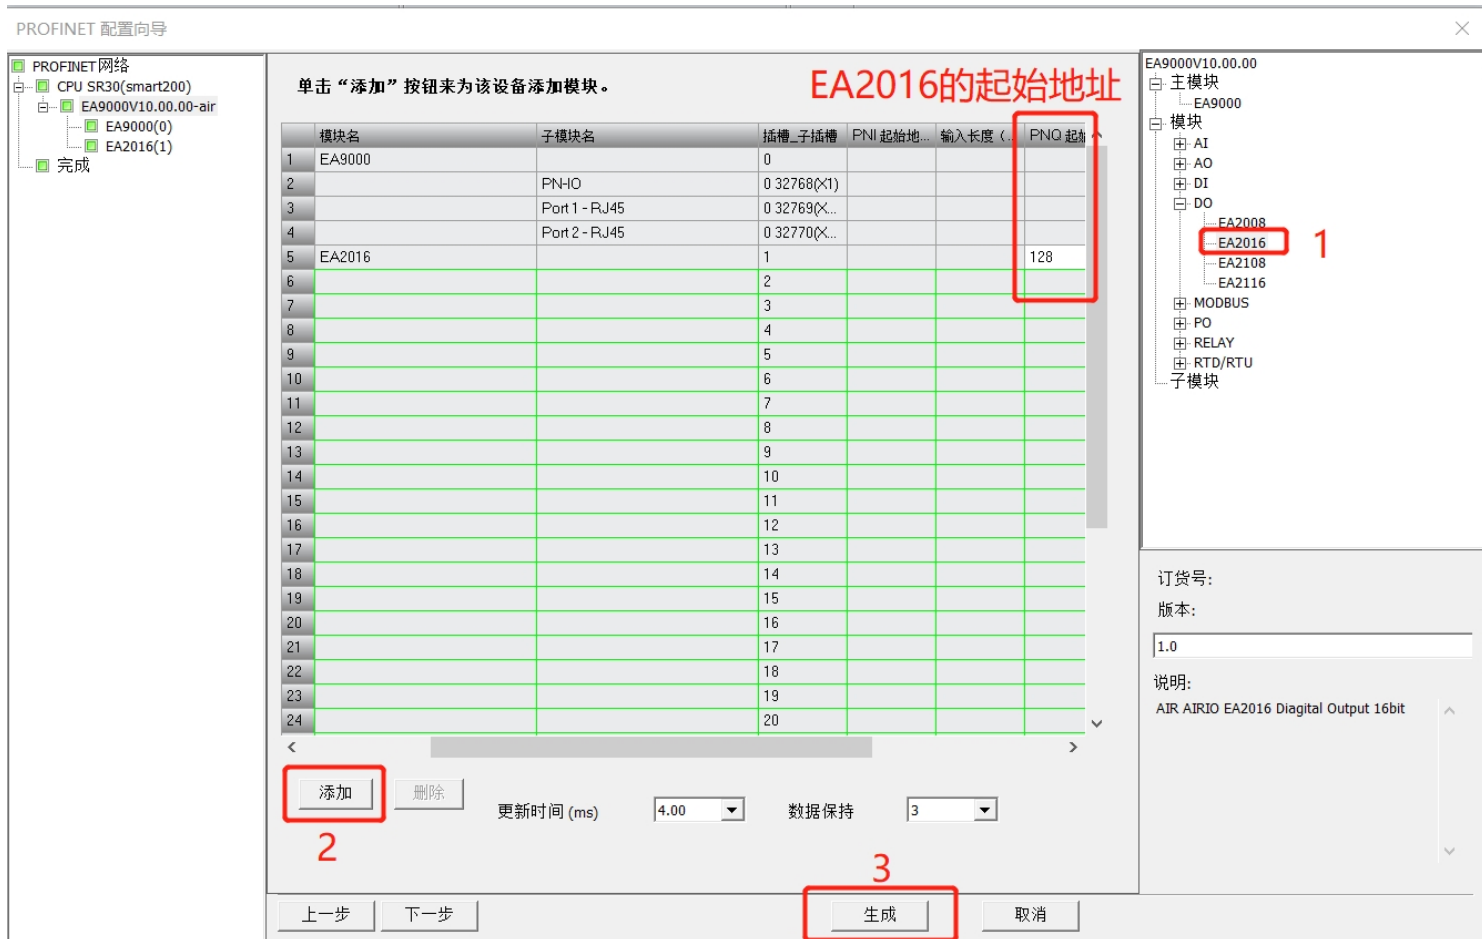 PROFINET 配置向导
PROFINET网络
CPU SR30(smart200)
EA9000V10.00.00-air
EA9000(0)
EA2016(1)
完成
单击“添加”按钮来为该设备添加模块。
EA2016的起始地址
模块名 子模块名 插槽_子插槽 PNI 起始地... 输入长度 (... PNQ 起始
1 EA9000 0
2 PN-IO 0 32768(X1)
3 Port 1 - RJ45 0 32769(X...
4 Port 2 - RJ45 0 32770(X...
5 EA2016 1 128
6 2
7 3
8 4
9 5
10 6
11 7
12 8
13 9
14 10
15 11
16 12
17 13
18 14
19 15
20 16
21 17
22 18
23 19
24 20
添加
删除
2
更新时间 (ms) 4.00
数据保持 3
3
上一步
下一步
生成
取消
EA9000V10.00.00
主模块
EA9000
模块
AI
AO
DI
DO
EA2008
EA2016
1
EA2108
EA2116
MODBUS
PO
RELAY
RTD/RTU
子模块
订货号:
版本:
1.0
说明:
AIR AIRIO EA2016 Diagital Output 16bit